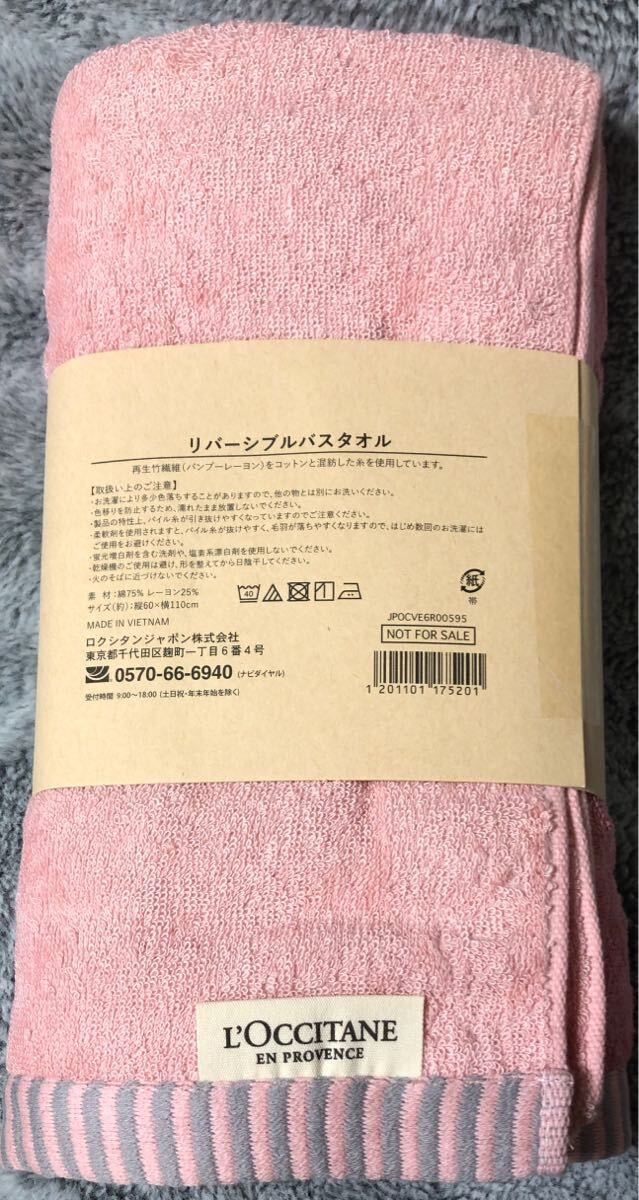 リバーシブルバスタオル
再生竹繊維(バンブーレーヨン)をコットンと混紡した糸を使用しています。
【取扱い上のご注意】
・お洗濯により多少色落ちすることがありますので、他の物とは別にお洗いください。
・色移りを防止するため、濡れたまま放置しないでください。
・製品の特性上、パイル糸が引き抜けやすくなっていますのでご注意ください。
・柔軟剤を使用されますと、パイル糸が抜けやすく、毛羽が落ちやすくなりますので、はじめ数回のお洗濯には
ご使用をお避けください。
・蛍光増白剤を含む洗剤や、塩素系漂白剤を使用しないでください。
・乾燥機のご使用は避け、形を整えてから日陰干してください。
・火のそばに近づけないでください。
素 材：綿75% レーヨン25%
サイズ(約)：縦60×横110cm
MADE IN VIETNAM
40
紙
帯
ロクシタンジャポン株式会社
東京都千代田区麹町一丁目6番4号
0570-66-6940 (ナビダイヤル)
受付時間 9:00～18:00 (土日祝・年末年始を除く)
JPOCVE6R00595
NOT FOR SALE
1 201101 175201
L'OCCITANE
EN PROVENCE